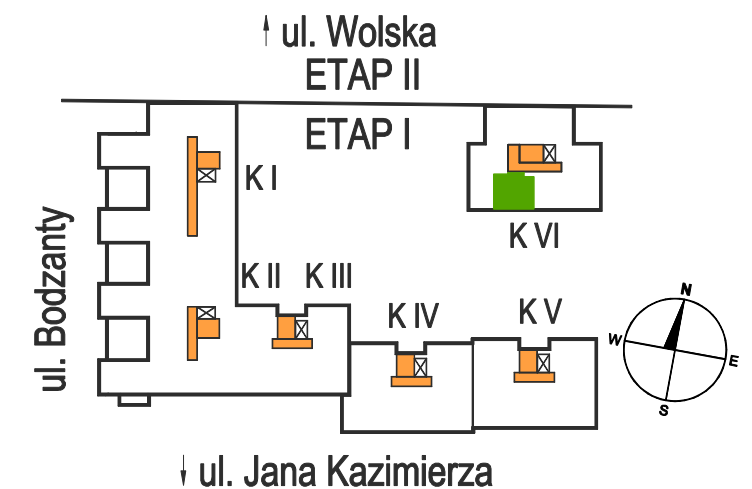 ul. Wolska
ETAP II
ETAP I
K I
K VI
ul. Bodzanty
K II
K III
K IV
K V
N
W
E
S
ul. Jana Kazimierza